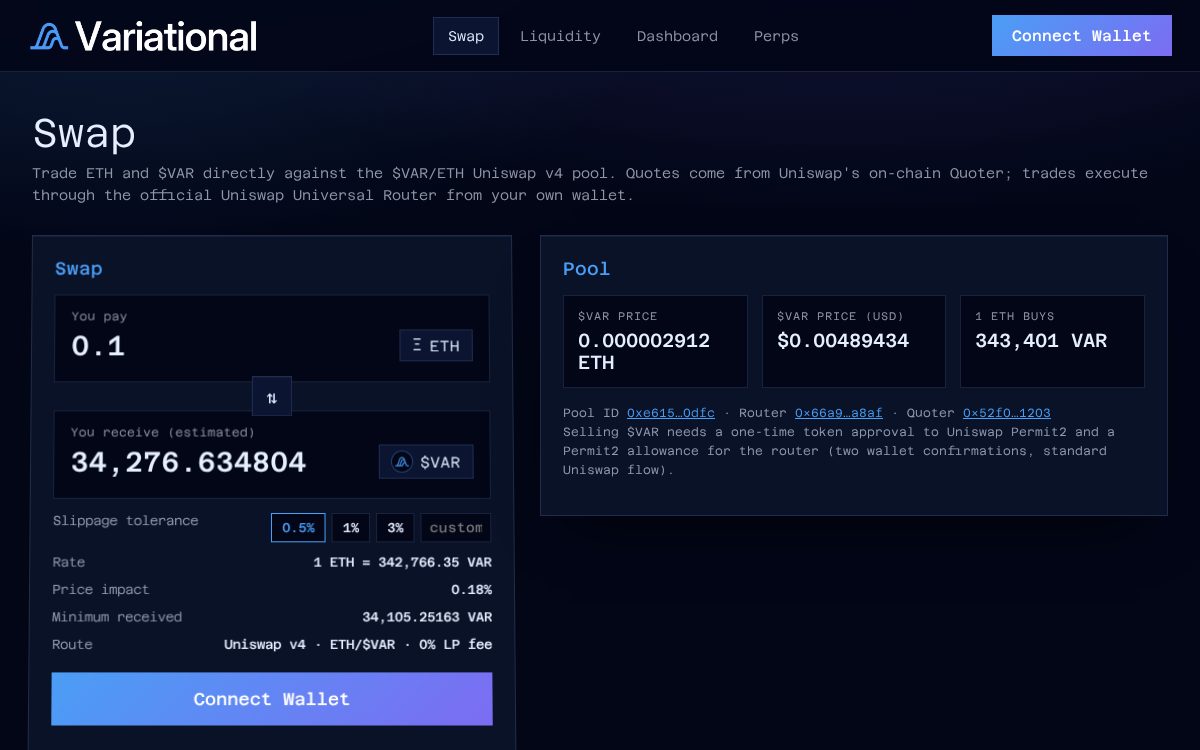 Variational
Swap
Liquidity
Dashboard
Perps
Connect Wallet
Swap
Trade ETH and $VAR directly against the $VAR/ETH Uniswap v4 pool. Quotes come from Uniswap's on-chain Quoter; trades execute
through the official Uniswap Universal Router from your own wallet.
Swap
You pay
0.1
Ξ ETH
⇅
You receive (estimated)
34,276.634804
$VAR
Slippage tolerance
0.5%
1%
3%
custom
Rate
1 ETH = 342,766.35 VAR
Price impact
0.18%
Minimum received
34,105.25163 VAR
Route
Uniswap v4 · ETH/$VAR · 0% LP fee
Connect Wallet
Pool
$VAR PRICE
0.000002912
ETH
$VAR PRICE (USD)
$0.00489434
1 ETH BUYS
343,401 VAR
Pool ID 0xe615…0dfc · Router 0×66a9…a8af · Quoter 0×52f0…1203
Selling $VAR needs a one-time token approval to Uniswap Permit2 and a
Permit2 allowance for the router (two wallet confirmations, standard
Uniswap flow).